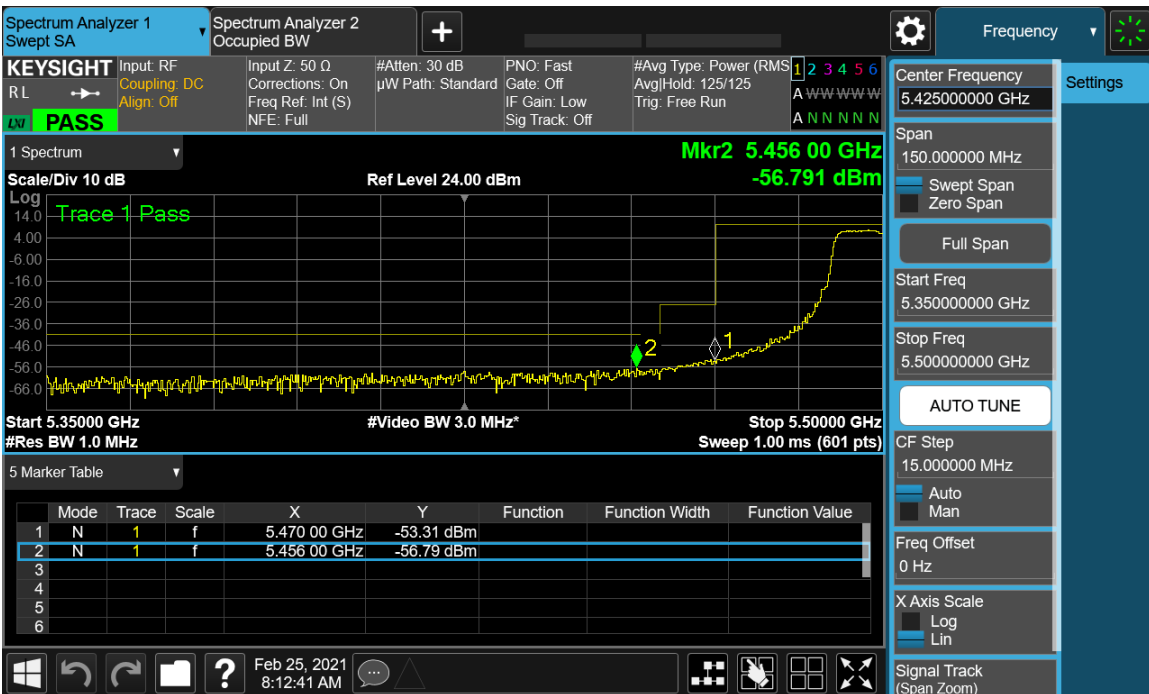 Spectrum Analyzer 1
Swept SA
Spectrum Analyzer 2
Occupied BW
Frequency
KEYSIGHT
RL
LXI PASS
Input: RF
Coupling: DC
Align: Off
Input Z: 50 Ω
Corrections: On
Freq Ref: Int (S)
NFE: Full
#Atten: 30 dB
µW Path: Standard
PNO: Fast
Gate: Off
IF Gain: Low
Sig Track: Off
#Avg Type: Power (RMS
Avg|Hold: 125/125
Trig: Free Run
1 2 3 4 5 6
A W W W W W
A N N N N N
1 Spectrum
Scale/Div 10 dB
Ref Level 24.00 dBm
Mkr2 5.456 00 GHz
-56.791 dBm
Log
Trace 1 Pass
14.0
4.00
-6.00
-16.0
-26.0
-36.0
-46.0
-56.0
-66.0
2
1
Start 5.35000 GHz
#Video BW 3.0 MHz*
Stop 5.50000 GHz
#Res BW 1.0 MHz
Sweep 1.00 ms (601 pts)
5 Marker Table
Mode Trace Scale X Y Function Function Width Function Value
1 N 1 f 5.470 00 GHz -53.31 dBm
2 N 1 f 5.456 00 GHz -56.79 dBm
3
4
5
6
Feb 25, 2021
8:12:41 AM
Settings
Center Frequency
5.425000000 GHz
Span
150.000000 MHz
Swept Span
Zero Span
Full Span
Start Freq
5.350000000 GHz
Stop Freq
5.500000000 GHz
AUTO TUNE
CF Step
15.000000 MHz
Auto
Man
Freq Offset
0 Hz
X Axis Scale
Log
Lin
Signal Track
(Span Zoom)